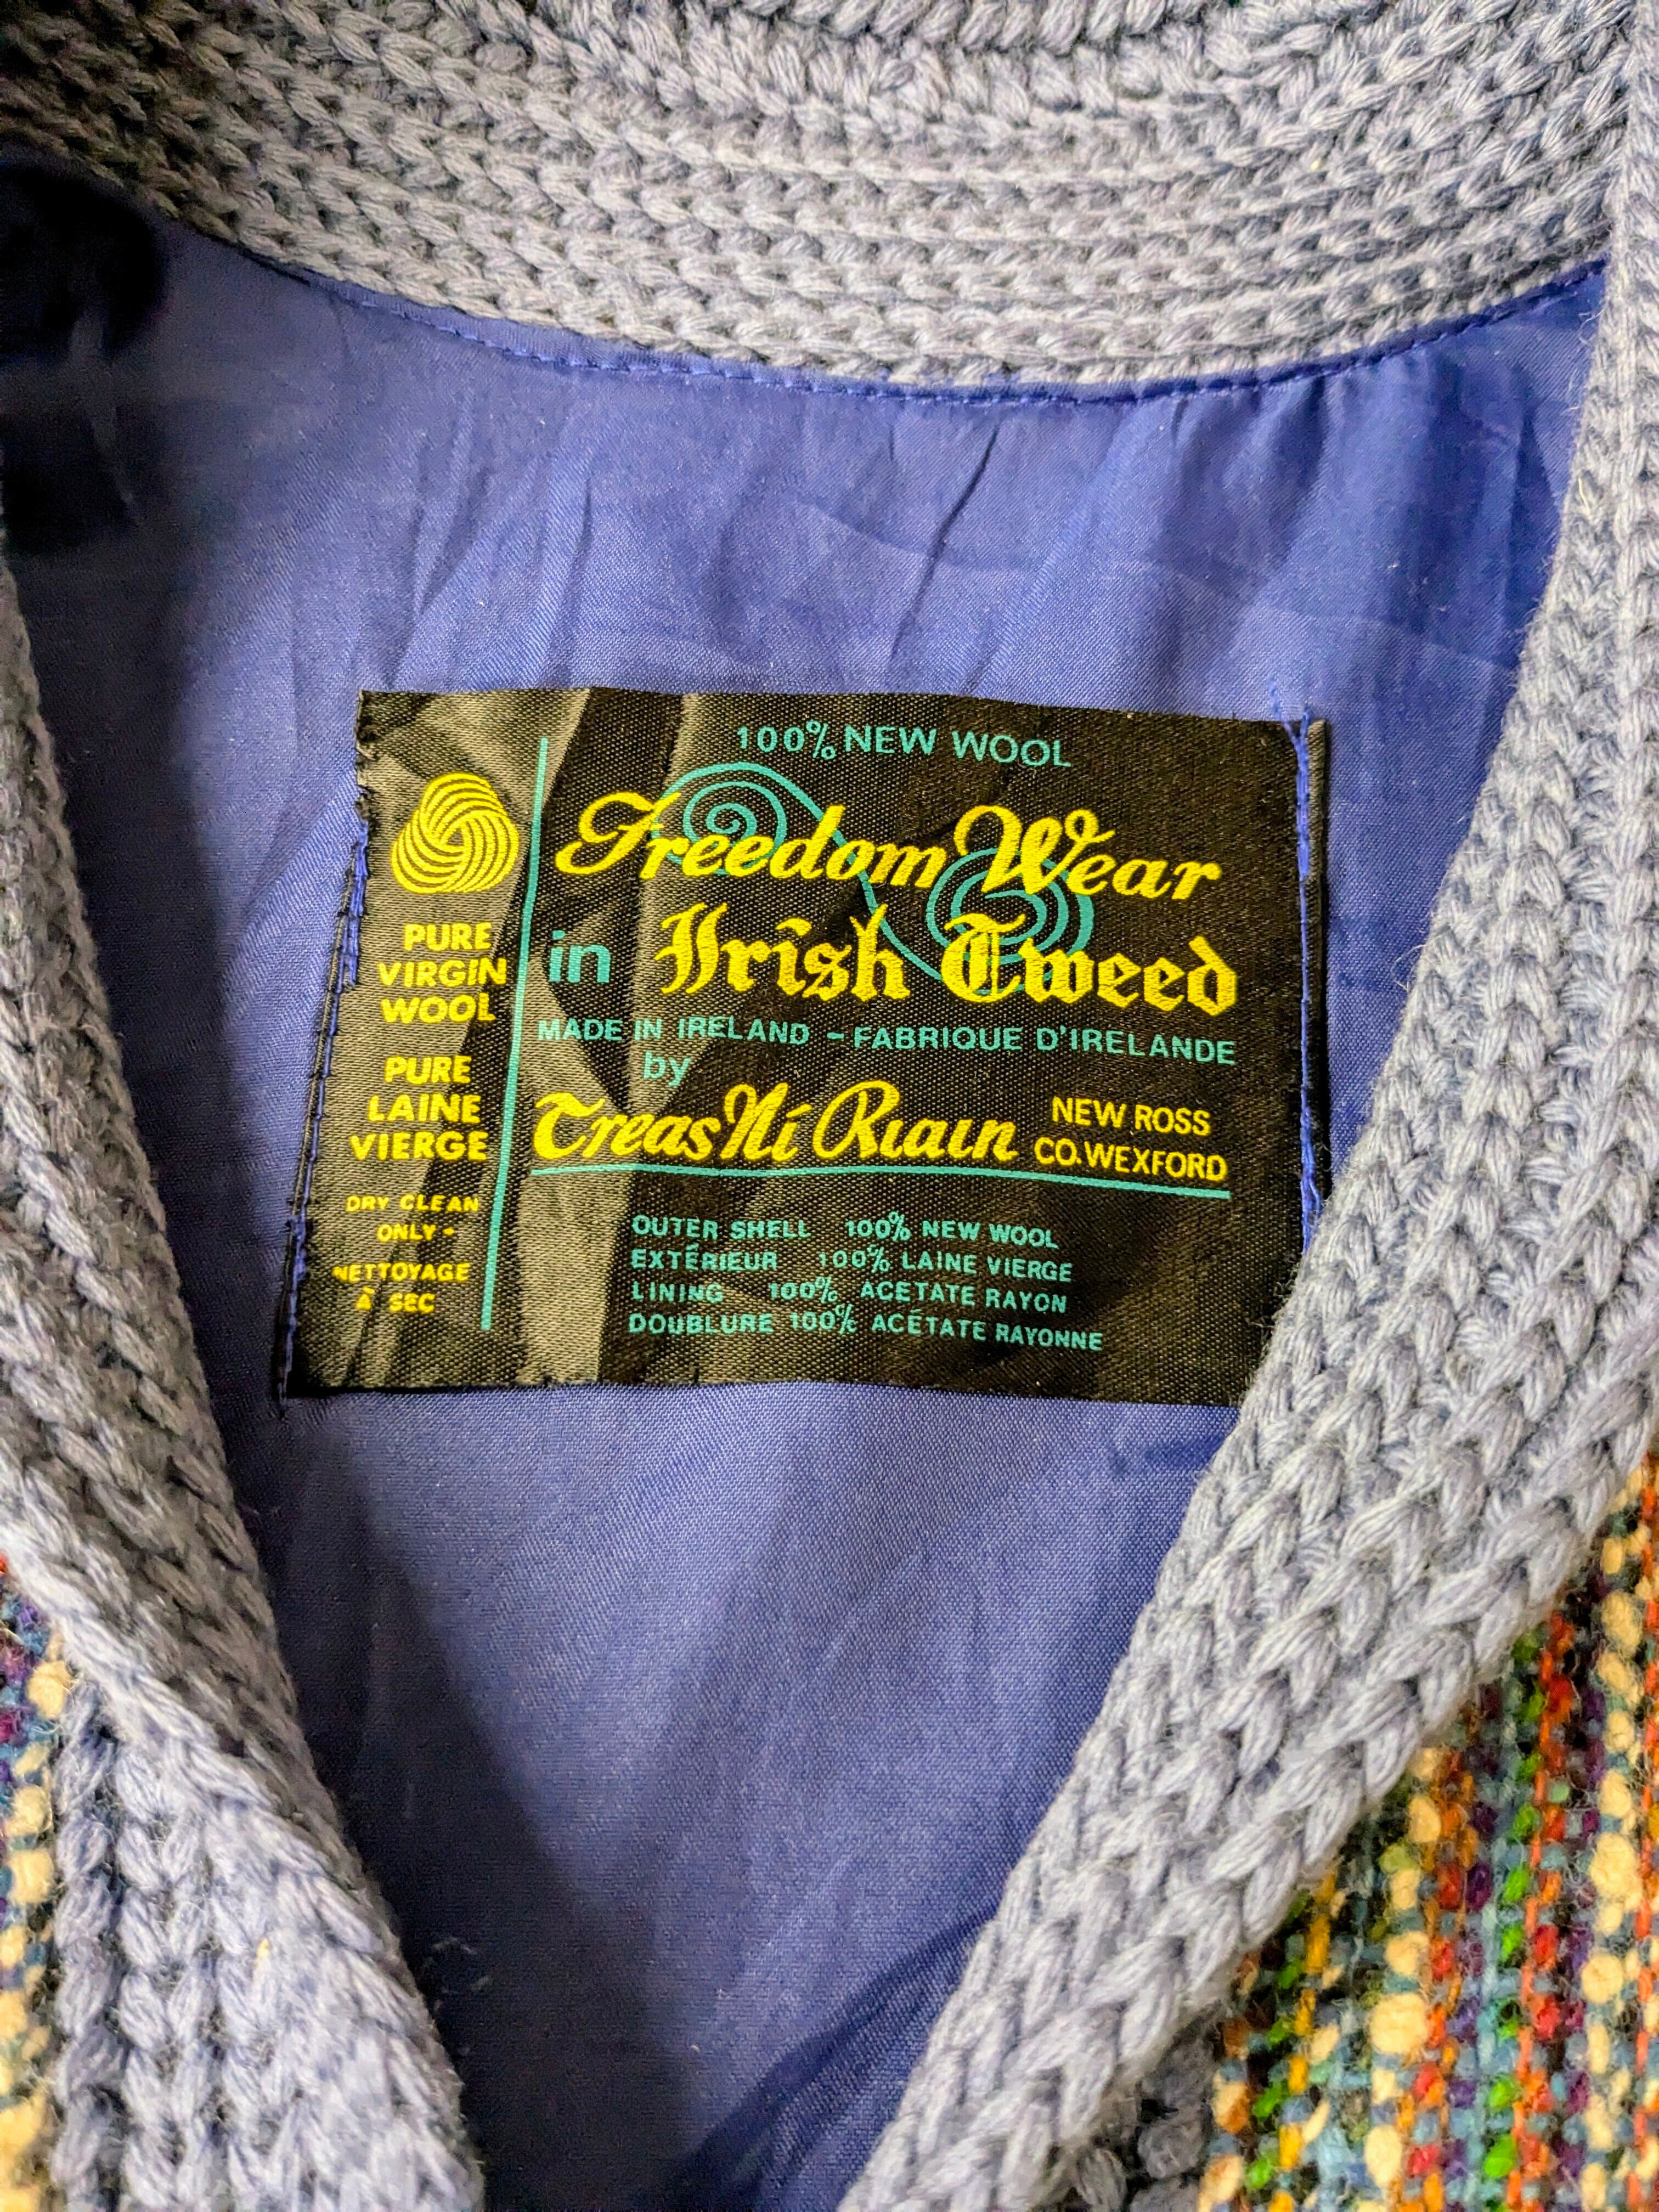 100% NEW WOOL
Freedom Wear
in Irish Tweed
MADE IN IRELAND - FABRIQUE D'IRELANDE
by
Treas Ní Riain NEW ROSS
CO. WEXFORD
OUTER SHELL 100% NEW WOOL
EXTÉRIEUR 100% LAINE VIERGE
LINING 100% ACETATE RAYON
DOUBLURE 100% ACÉTATE RAYONNE
PURE
VIRGIN
WOOL
PURE
LAINE
VIERGE
DRY CLEAN
ONLY -
NETTOYAGE
À SEC